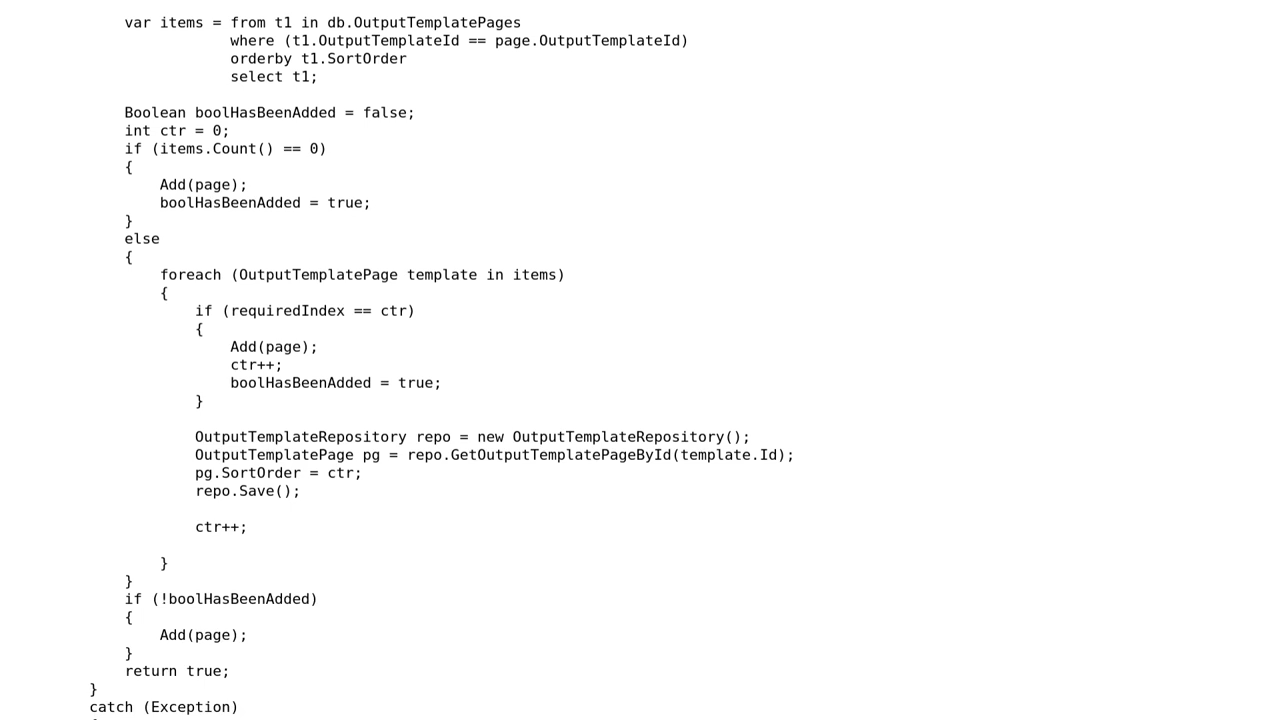 var items = from t1 in db.OutputTemplatePages
where (t1.OutputTemplateId == page.OutputTemplateId)
orderby t1.SortOrder
select t1;
Boolean boolHasBeenAdded = false;
int ctr = 0;
if (items.Count() == 0)
{
Add(page);
boolHasBeenAdded = true;
}
else
{
foreach (OutputTemplatePage template in items)
{
if (requiredIndex == ctr)
{
Add(page);
ctr++;
boolHasBeenAdded = true;
}
OutputTemplateRepository repo = new OutputTemplateRepository();
OutputTemplatePage pg = repo.GetOutputTemplatePageById(template.Id);
pg.SortOrder = ctr;
repo.Save();
ctr++;
}
}
if (!boolHasBeenAdded)
{
Add(page);
}
return true;
}
catch (Exception)